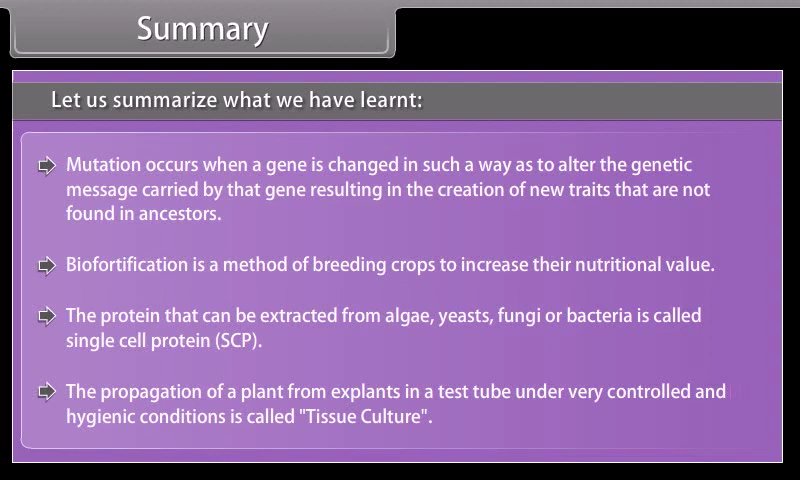 Summary
Let us summarize what we have learnt:
Mutation occurs when a gene is changed in such a way as to alter the genetic
message carried by that gene resulting in the creation of new traits that are not
found in ancestors.
Biofortification is a method of breeding crops to increase their nutritional value.
The protein that can be extracted from algae, yeasts, fungi or bacteria is called
single cell protein (SCP).
The propagation of a plant from explants in a test tube under very controlled and
hygienic conditions is called "Tissue Culture".